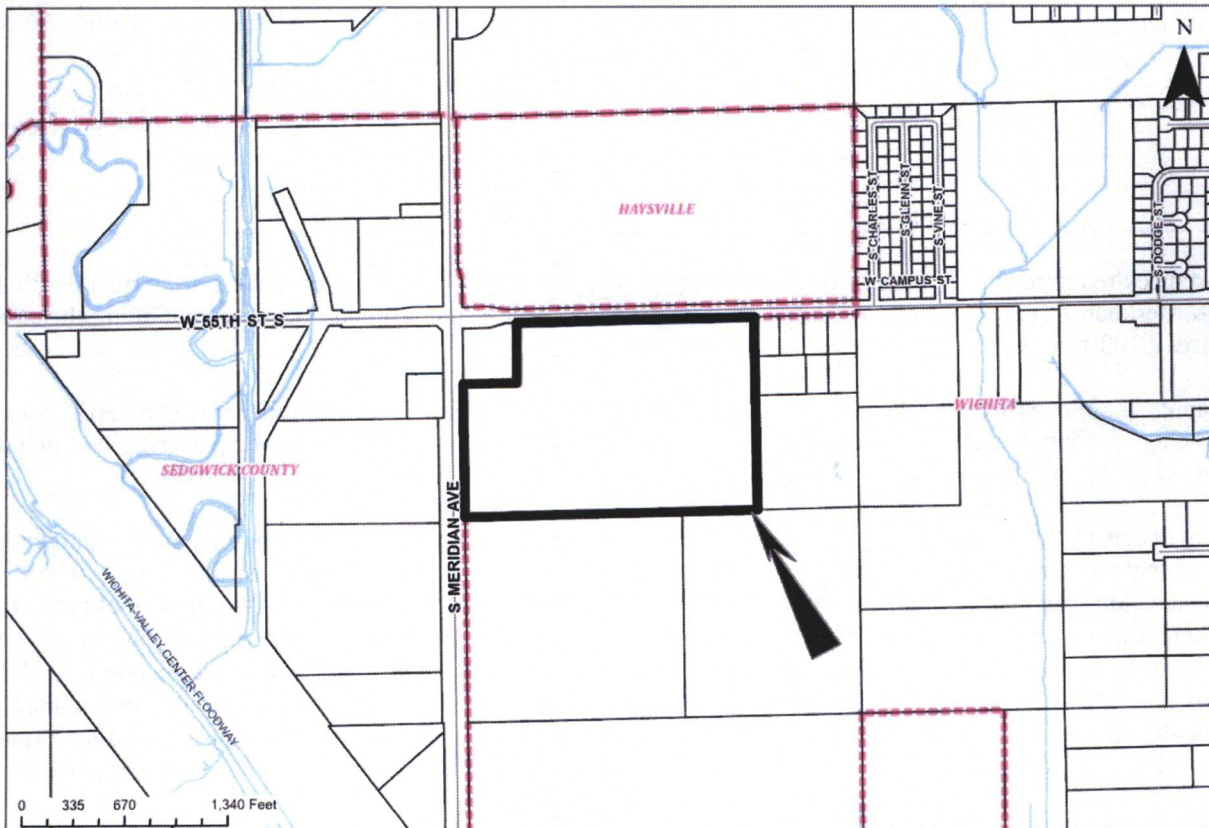 N
HAYSVILLE
S CHARLES ST
S GLENN ST
S VINE ST
S DODGE ST
W CAMPUS ST
W 55TH ST S
WICHITA
SEDGWICK COUNTY
S MERIDIAN AVE
WICHITA-VALLEY CENTER FLOODWAY
0 335 670 1,340 Feet